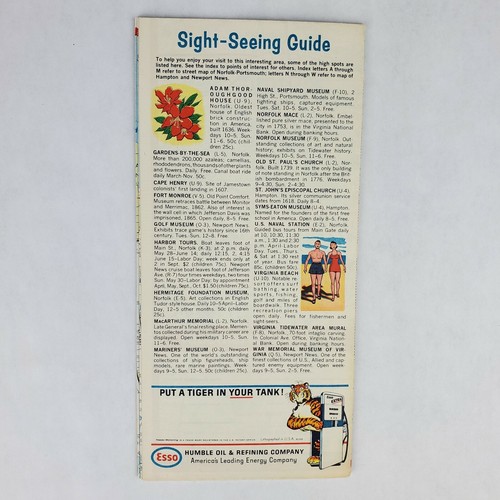 Sight-Seeing Guide
To help you enjoy your visit to this interesting area, some of the high spots are
listed here. See the index to points of interest for others. Index letters A through
M refer to street map of Norfolk-Portsmouth; letters N through W refer to map of
Hampton and Newport News.
ADAM THOR-
OUGHGOOD
HOUSE (U-9),
Norfolk. Oldest
house of English
brick construc-
tion in America,
built 1636. Week-
days 10-5. Sun.
11-6. 50c (chil-
dren 25c).
GARDENS-BY-THE-SEA (L-5), Norfolk.
More than 200,000 azaleas; camellias,
rhododendrons, thousands of other plants
and flowers. Daily. Free. Canal boat ride
daily March-Nov. 50c.
CAPE HENRY (U-9). Site of Jamestown
colonists' first landing in 1607.
FORT MONROE (V-5), Old Point Comfort.
Museum retraces battle between Monitor
and Merrimac, 1862. Also of interest is
the wall cell in which Jefferson Davis was
imprisoned, 1865. Open daily, 8-5. Free.
GOLF MUSEUM (O-3), Newport News.
Exhibits trace game's history since 16th
century. Tues.-Sun. 12-8. Free.
HARBOR TOURS. Boat leaves foot of
Main St., Norfolk (K-3); at 2 p.m. daily
May 28-June 14; daily 12:15, 2, 4:15
June 15-Labor Day; week ends only at
2 in Sept. $2 (children 75c). Newport
News cruise boat leaves foot of Jefferson
Ave. (R-7) four times weekdays, two times
Sun. May 30-Labor Day; by appointment
April, May, Sept., Oct. $1.50 (children 75c).
HERMITAGE FOUNDATION MUSEUM,
Norfolk (E-5). Art collections in English
Tudor-style house. Daily 10-5 April-Labor
Day, 12-5 other months. 50c (children
25c).
MacARTHUR MEMORIAL (L-2), Norfolk.
Late General's final resting place. Memen-
tos collected during his military career are
displayed. Open weekdays 10-5. Sun.
11-6. Free.
MARINERS' MUSEUM (O-3), Newport
News. One of the world's outstanding
collections of ship figureheads, ship
models, rare marine paintings. Week-
days 9-5, Sun. 12-5. 50c (children 25c).
NAVAL SHIPYARD MUSEUM (F-10), 2
High St., Portsmouth. Models of famous
fighting ships, captured equipment.
Tues.-Sat. 10-5. Sun. 2-5. Free.
NORFOLK MACE (L-2), Norfolk. Embel-
lished pure silver mace, presented to the
city in 1753, is in the Virginia National
Bank. Open during banking hours.
NORFOLK MUSEUM (F-9), Norfolk. Out-
standing collections of art and natural
history; exhibits on Tidewater history.
Weekdays 10-5, Sun. 11-6. Free.
OLD ST. PAUL'S CHURCH (L-2), Nor-
folk. Built 1739. It was the only building
of note standing in Norfolk after the Brit-
ish bombardment in 1776. Weekdays
9-4:30, Sun. 2-4:30.
ST. JOHN'S EPISCOPAL CHURCH (U-4),
Hampton. Its silver communion service
dates from 1618. Daily 8-4.
SYMS-EATON MUSEUM (U-4), Hampton.
Named for the founders of the first free
school in America. Open daily 8-5. Free.
U.S. NAVAL STATION (E-2), Norfolk.
Guided bus tours from Main Gate daily
at 10, 10:30, 11:30
a.m., 1:30 and 2:30
p.m. April-Labor
Day; Tues., Thurs.
& Sat. at 1:30 rest
of year. Bus fare
85c. (children 50c).
VIRGINIA BEACH
(U-10). Notable re-
sort offers surf
bathing, water
sports, fishing,
golf and miles of
boardwalk. Three
recreation piers
open daily. Fees for fishermen and
sight-seers.
VIRGINIA TIDEWATER AREA MURAL
(F-8), Norfolk. 70-foot intaglio carving.
In Colonial Ave. Office, Virginia Nation-
al Bank. Open during banking hours.
WAR MEMORIAL MUSEUM OF VIR-
GINIA (Q-5), Newport News. One of the
finest collections of U.S., Allied and cap-
tured enemy equipment. Open week-
days 9-5, Sun. 2-5. Free.
PUT A TIGER IN YOUR TANK!
Esso
HUMBLE OIL & REFINING COMPANY
America's Leading Energy Company